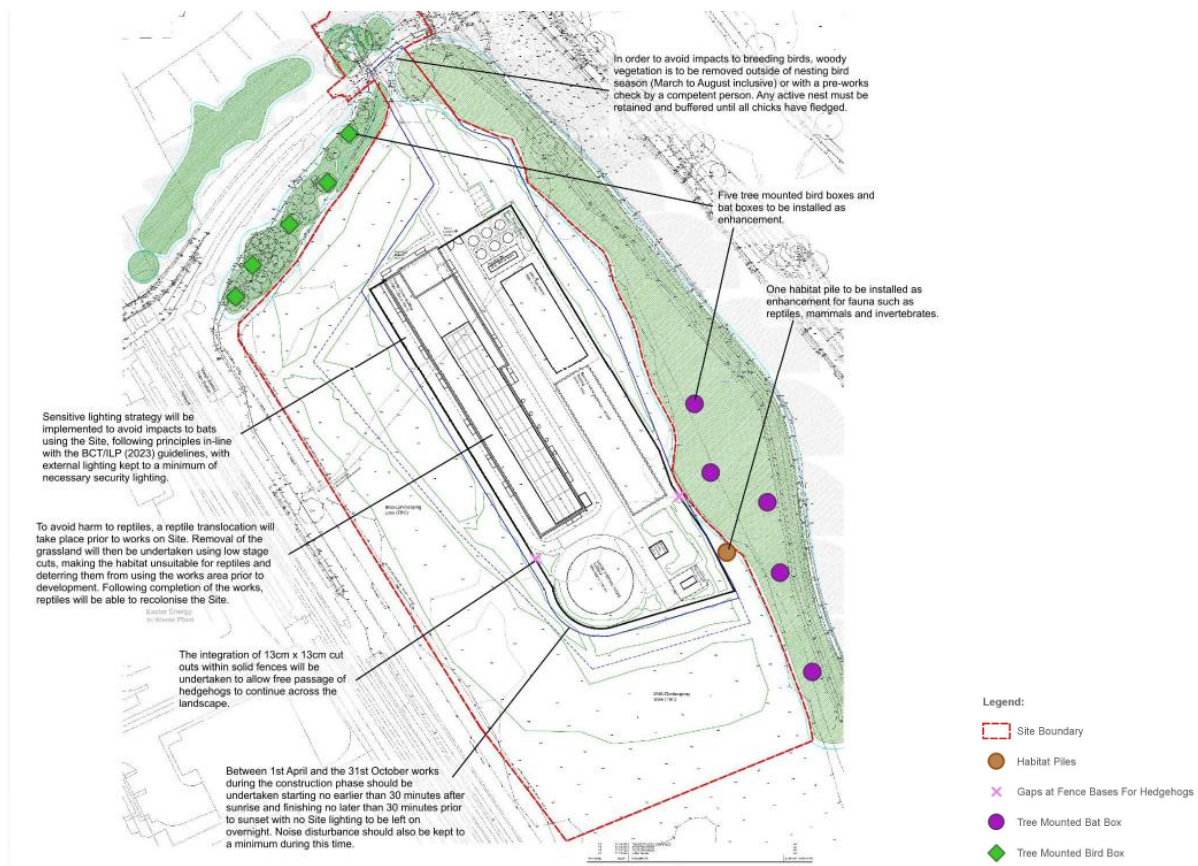 In order to avoid impacts to breeding birds, woody
vegetation is to be removed outside of nesting bird
season (March to August inclusive) or with a pre-works
check by a competent person. Any active nest must be
retained and buffered until all chicks have fledged.
Five tree mounted bird boxes and
bat boxes to be installed as
enhancement.
One habitat pile to be installed as
enhancement for fauna such as
reptiles, mammals and invertebrates.
Sensitive lighting strategy will be
implemented to avoid impacts to bats
using the Site, following principles in-line
with the BCT/ILP (2023) guidelines, with
external lighting kept to a minimum of
necessary security lighting.
To avoid harm to reptiles, a reptile translocation will
take place prior to works on Site. Removal of the
grassland will then be undertaken using low stage
cuts, making the habitat unsuitable for reptiles and
deterring them from using the works area prior to
development. Following completion of the works,
reptiles will be able to recolonise the Site.
Exeter Energy
to Waste Plant
The integration of 13cm x 13cm cut
outs within solid fences will be
undertaken to allow free passage of
hedgehogs to continue across the
landscape.
Between 1st April and the 31st October works
during the construction phase should be
undertaken starting no earlier than 30 minutes after
sunrise and finishing no later than 30 minutes prior
to sunset with no Site lighting to be left on
overnight. Noise disturbance should also be kept to
a minimum during this time.
Legend:
Site Boundary
Habitat Piles
Gaps at Fence Bases For Hedgehogs
Tree Mounted Bat Box
Tree Mounted Bird Box